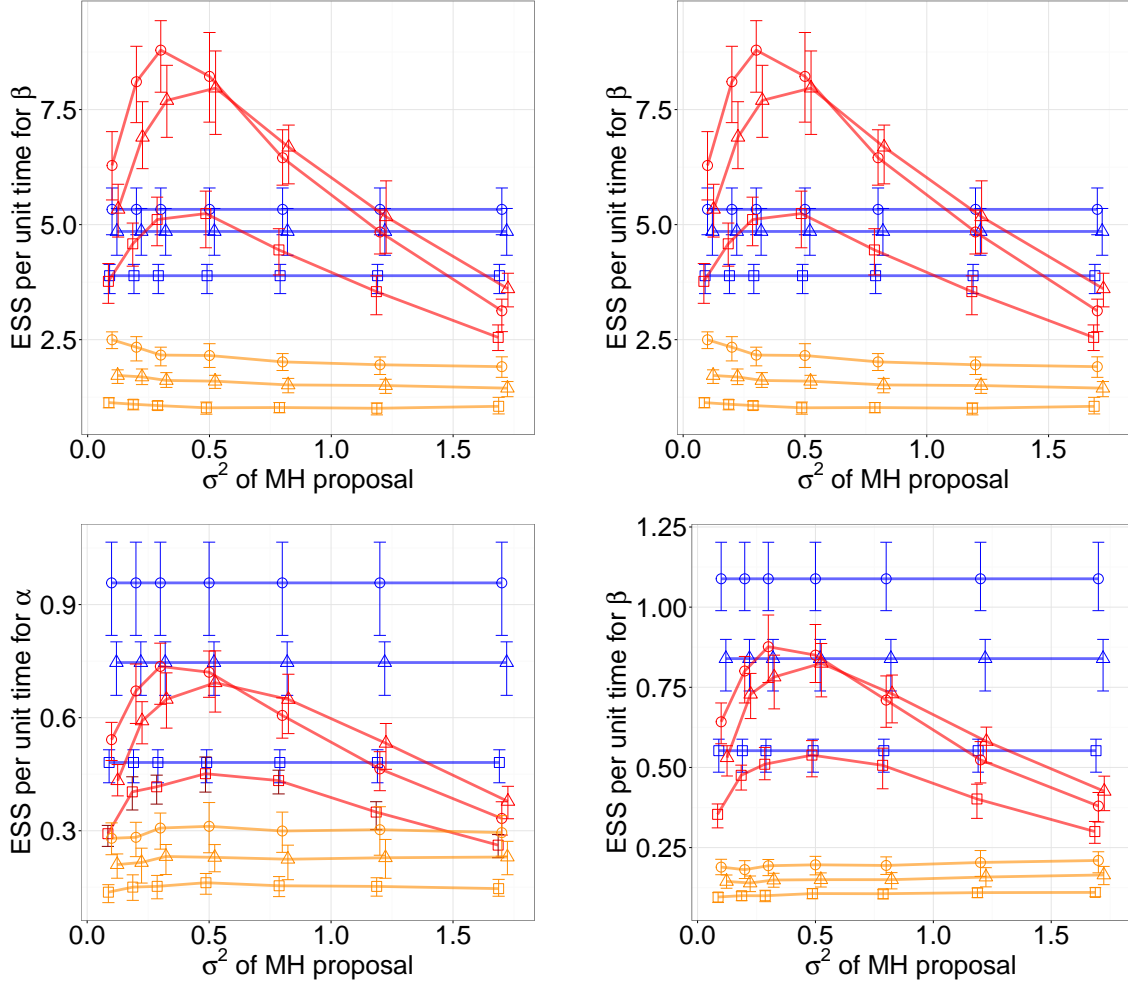 ESS per unit time for β
7.5
5.0
2.5
0.0 0.5 1.0 1.5
σ² of MH proposal
ESS per unit time for β
7.5
5.0
2.5
0.0 0.5 1.0 1.5
σ² of MH proposal
ESS per unit time for α
0.9
0.6
0.3
0.0 0.5 1.0 1.5
σ² of MH proposal
ESS per unit time for β
1.25
1.00
0.75
0.50
0.25
0.0 0.5 1.0 1.5
σ² of MH proposal